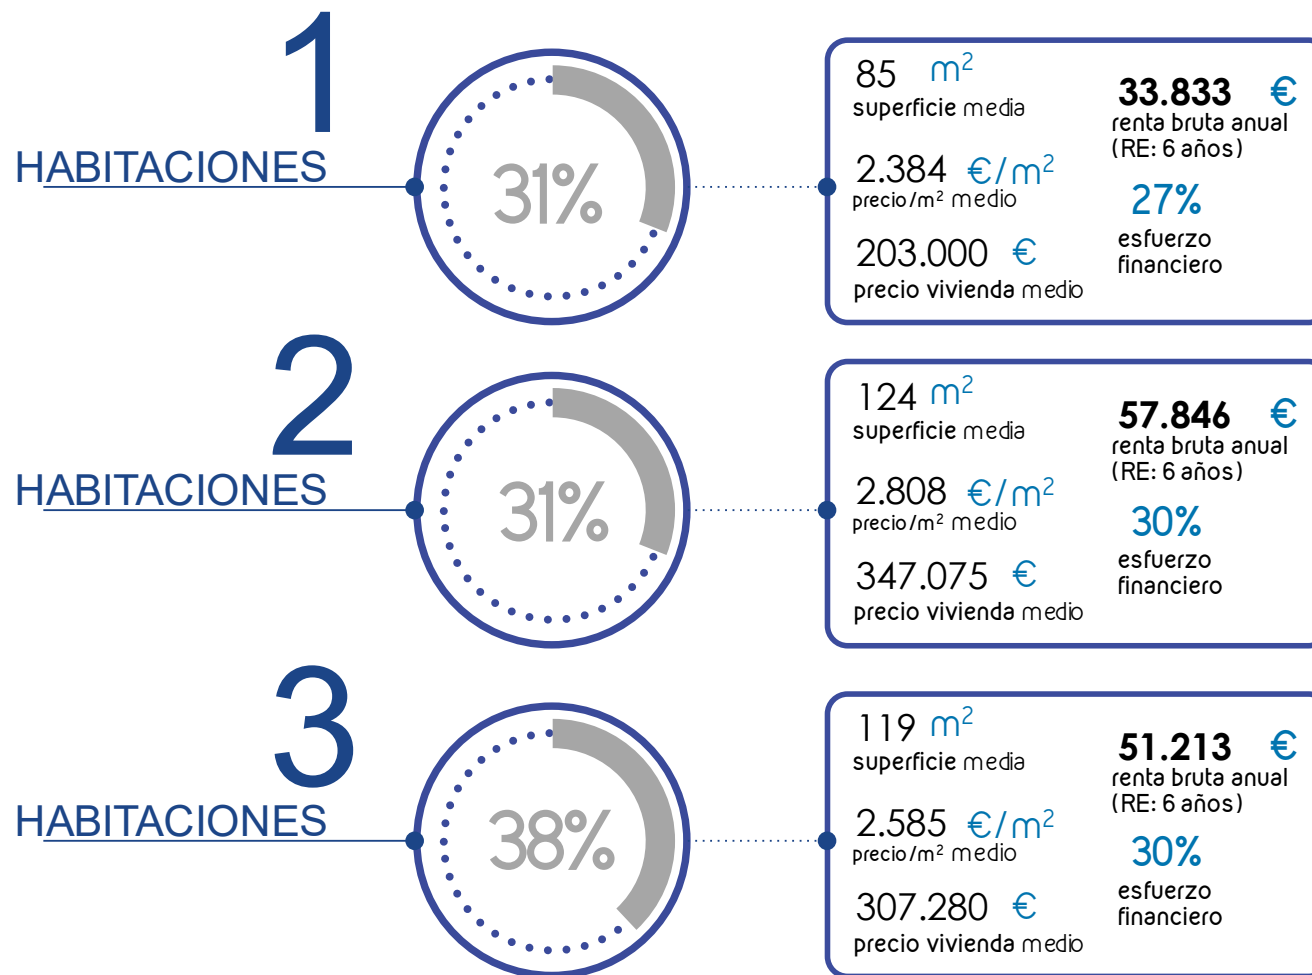 1
HABITACIONES
31%
85 m²
superficie media
2.384 €/m²
precio/m² medio
203.000 €
precio vivienda medio
33.833 €
renta bruta anual
(RE: 6 años)
27%
esfuerzo
financiero
2
HABITACIONES
31%
124 m²
superficie media
2.808 €/m²
precio/m² medio
347.075 €
precio vivienda medio
57.846 €
renta bruta anual
(RE: 6 años)
30%
esfuerzo
financiero
3
HABITACIONES
38%
119 m²
superficie media
2.585 €/m²
precio/m² medio
307.280 €
precio vivienda medio
51.213 €
renta bruta anual
(RE: 6 años)
30%
esfuerzo
financiero